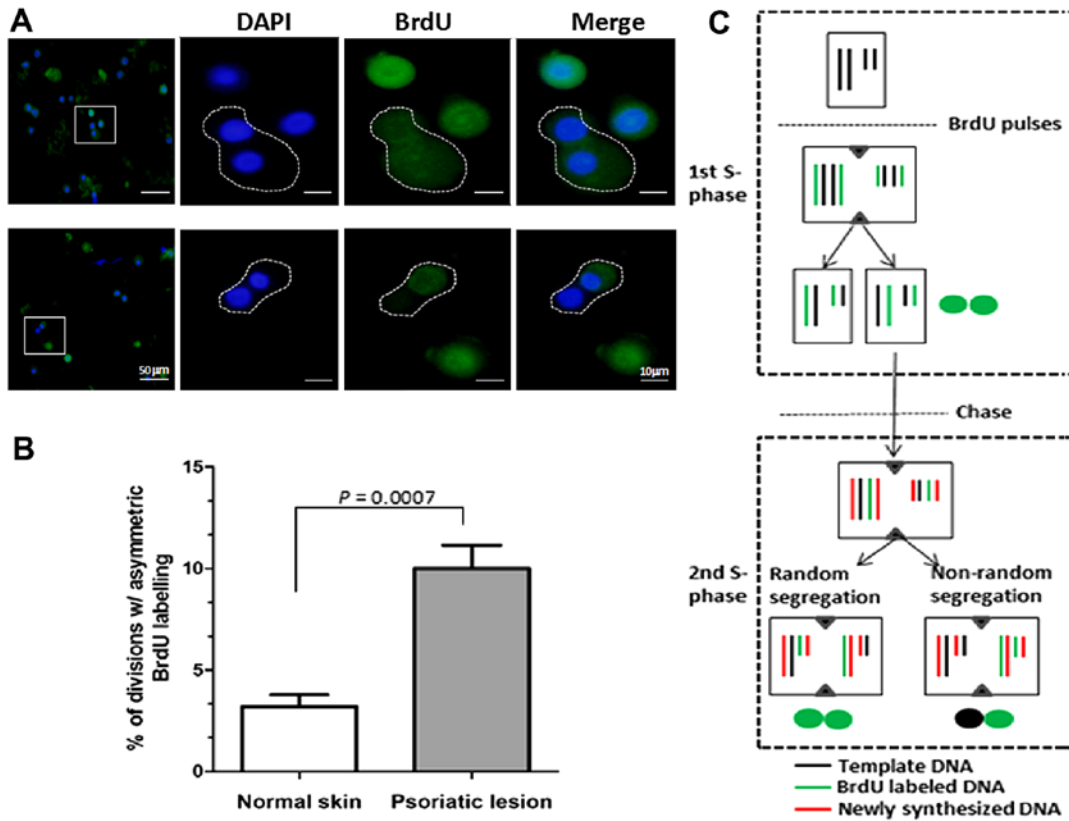 A
DAPI
BrdU
Merge
50µm
10µm
B
% of divisions w/ asymmetric
BrdU labelling
15
10
5
0
P = 0.0007
Normal skin
Psoriatic lesion
C
BrdU pulses
1st S-
phase
Chase
2nd S-
phase
Random
segregation
Non-random
segregation
Template DNA
BrdU labeled DNA
Newly synthesized DNA